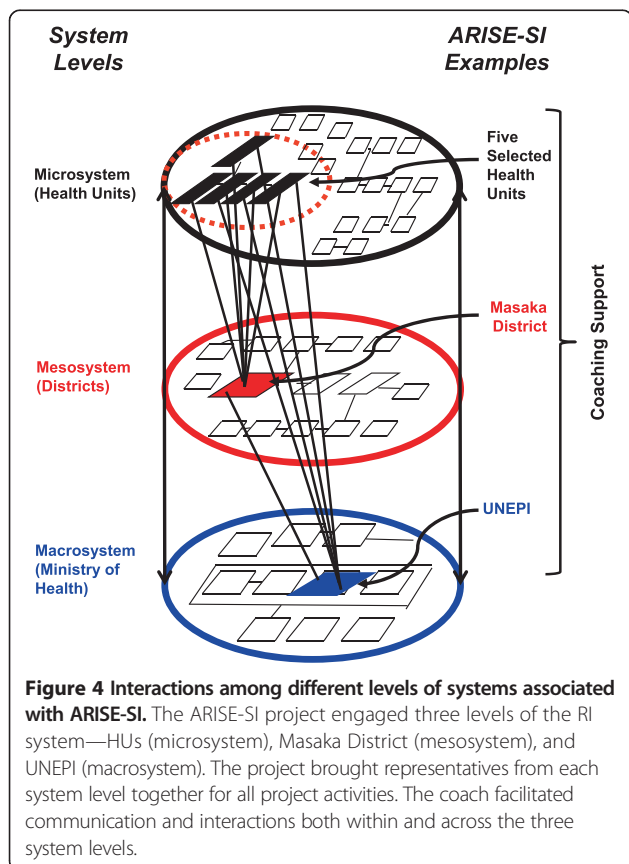 System
Levels
ARISE-SI
Examples
Microsystem
(Health Units)
Five
Selected
Health
Units
Mesosystem
(Districts)
Masaka
District
Macrosystem
(Ministry of
Health)
UNEPI
Coaching Support
Figure 4 Interactions among different levels of systems associated
with ARISE-SI. The ARISE-SI project engaged three levels of the RI
system—HUs (microsystem), Masaka District (mesosystem), and
UNEPI (macrosystem). The project brought representatives from each
system level together for all project activities. The coach facilitated
communication and interactions both within and across the three
system levels.